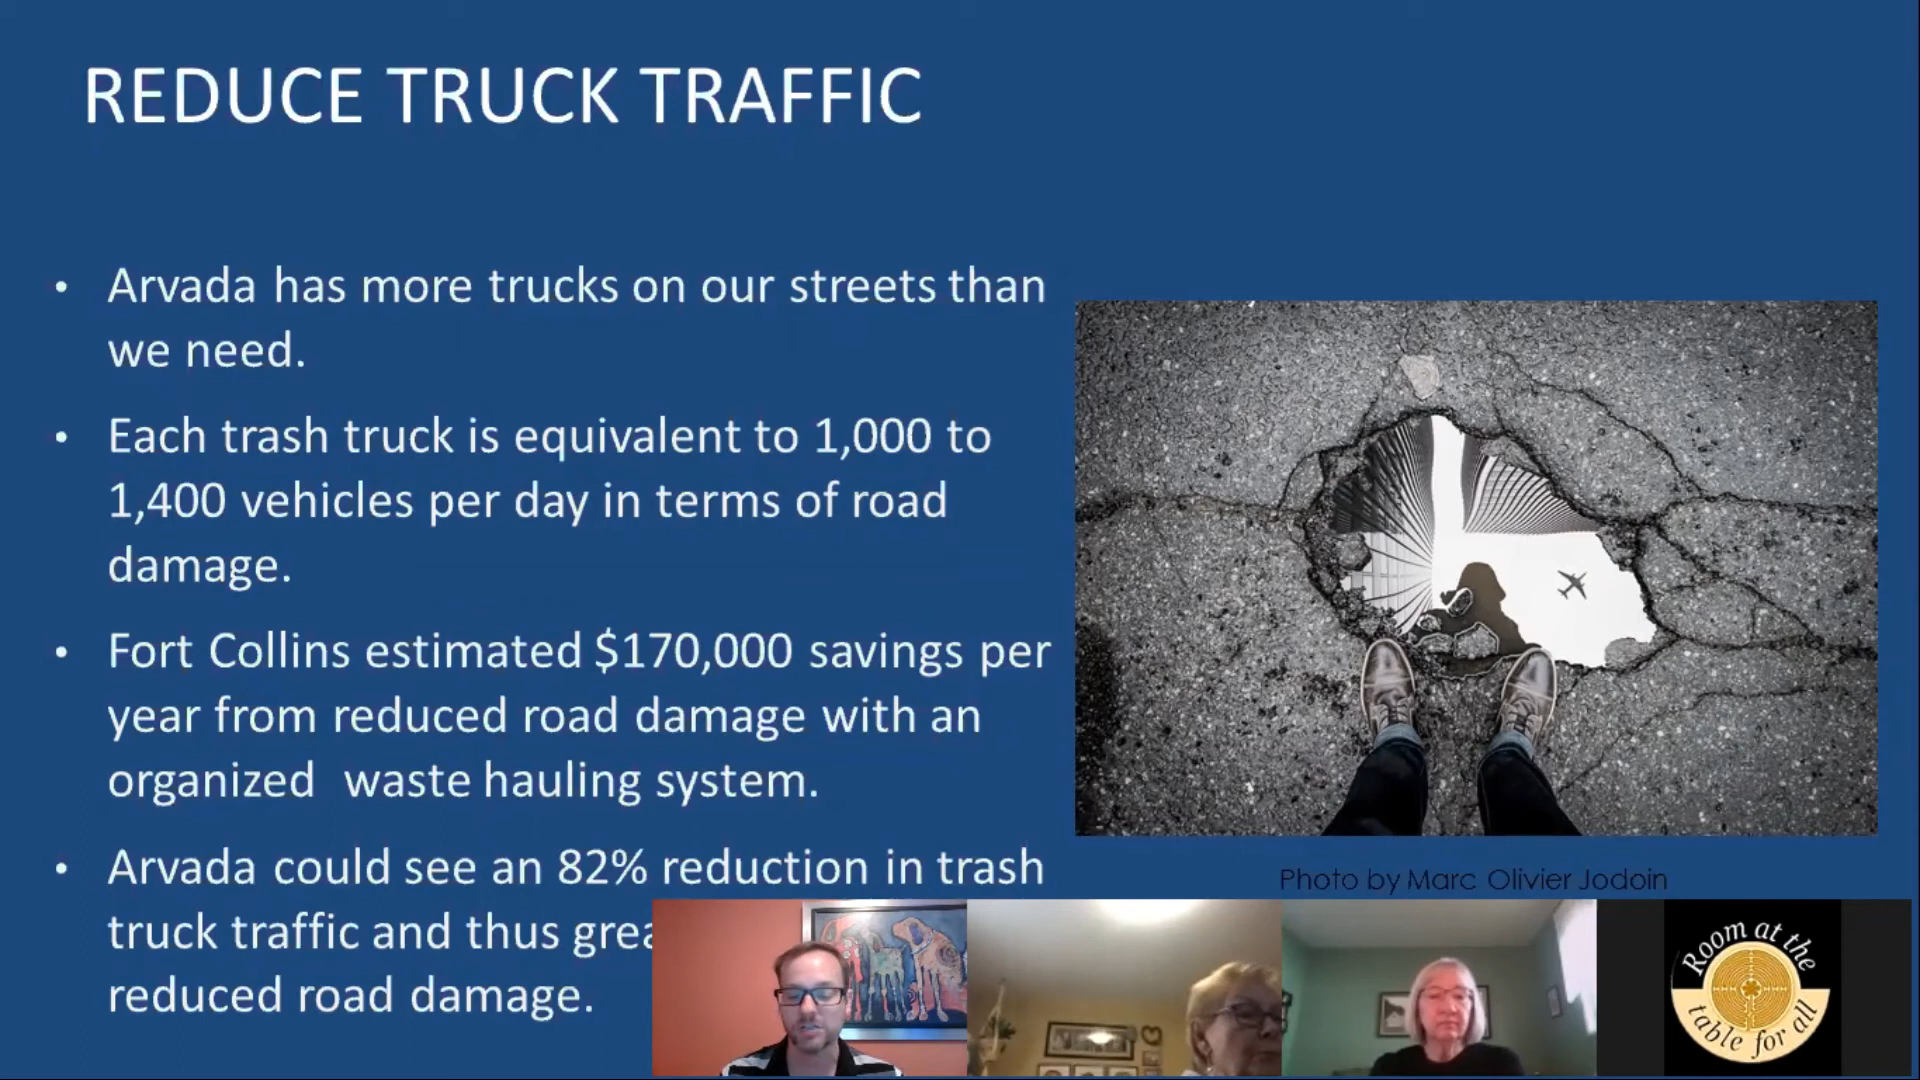 REDUCE TRUCK TRAFFIC
• Arvada has more trucks on our streets than
we need.
• Each trash truck is equivalent to 1,000 to
1,400 vehicles per day in terms of road
damage.
• Fort Collins estimated $170,000 savings per
year from reduced road damage with an
organized waste hauling system.
• Arvada could see an 82% reduction in trash
truck traffic and thus
reduced road damage.
Photo by Marc Olivier Jodoin
Room at the
table for all